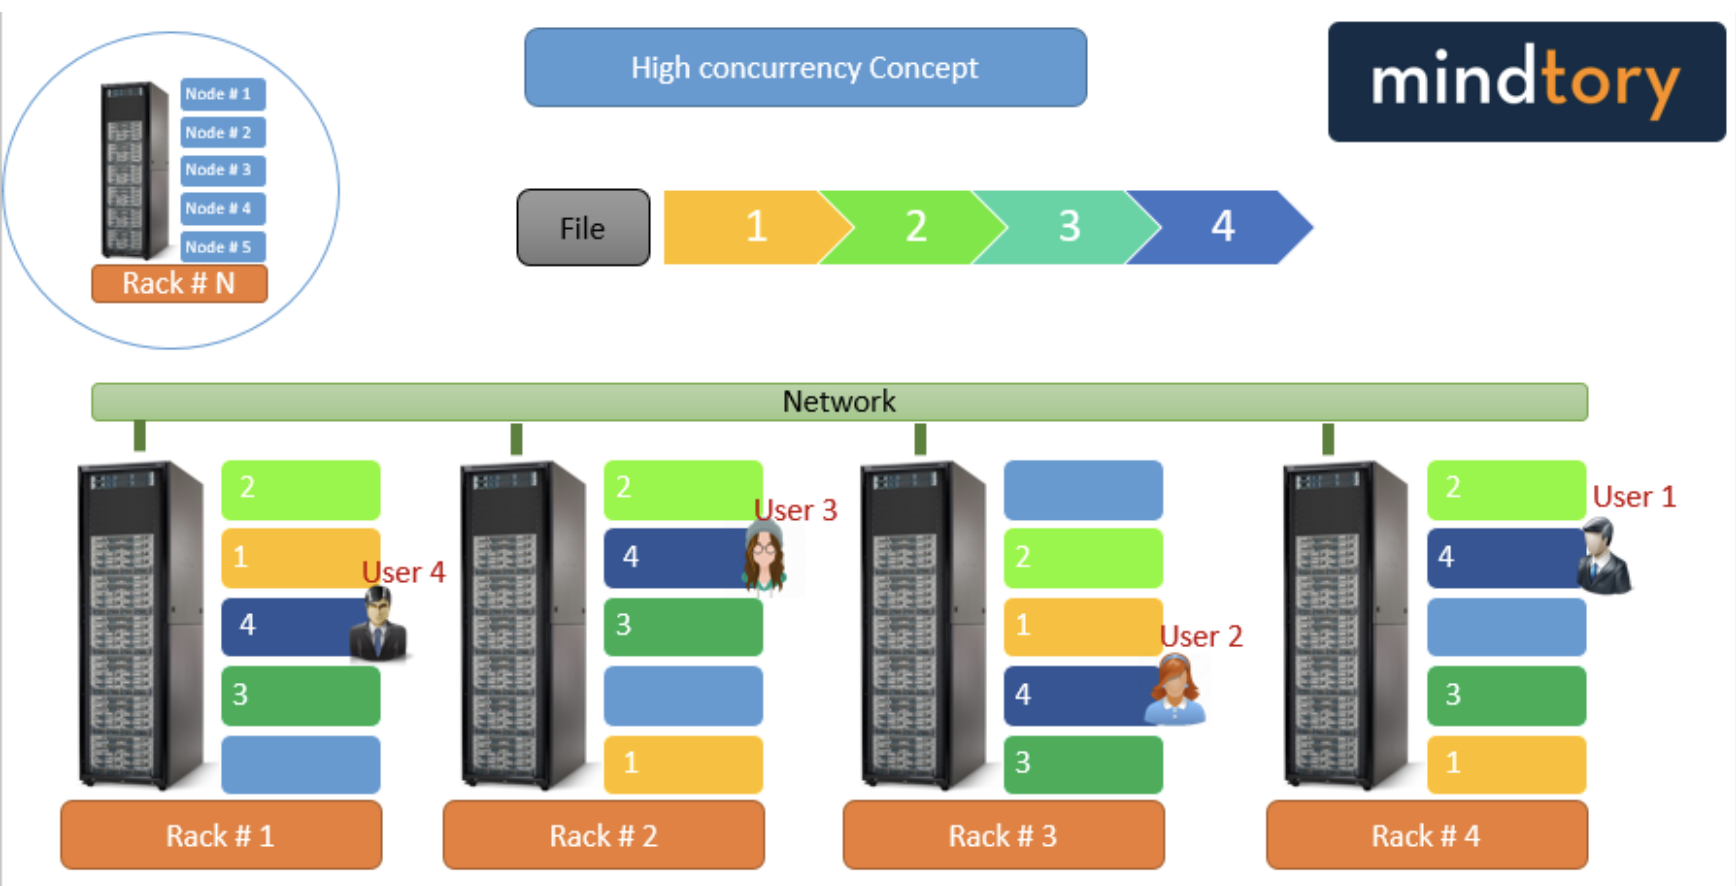 High concurrency Concept
mindtory
Node # 1
Node # 2
Node # 3
Node # 4
Node # 5
Rack # N
File
1
2
3
4
Network
2
1
User 4
4
3
Rack # 1
2
User 3
4
3
1
Rack # 2
2
1
User 2
4
3
Rack # 3
2
User 1
4
3
1
Rack # 4